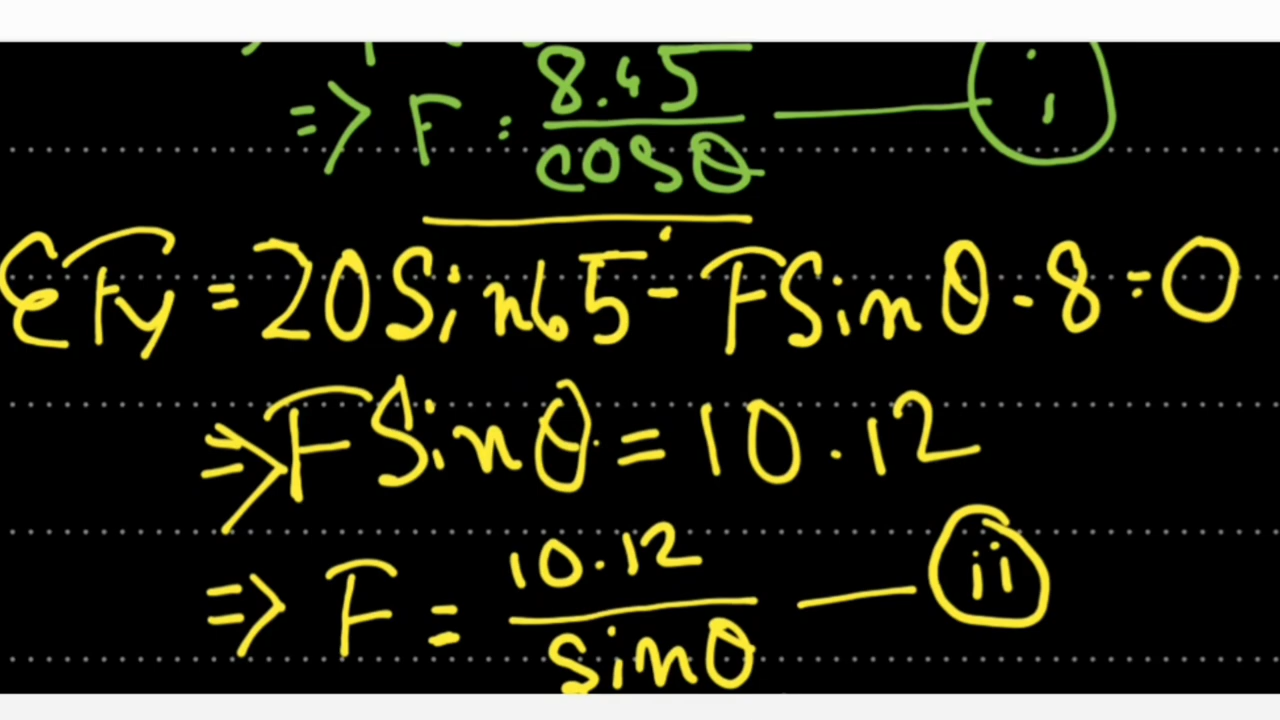 => F = 8.45 / cosθ —— i
ΣFy = 20Sin65 - FSinθ - 8 = 0
=> FSinθ = 10.12
=> F = 10.12 / sinθ —— ii